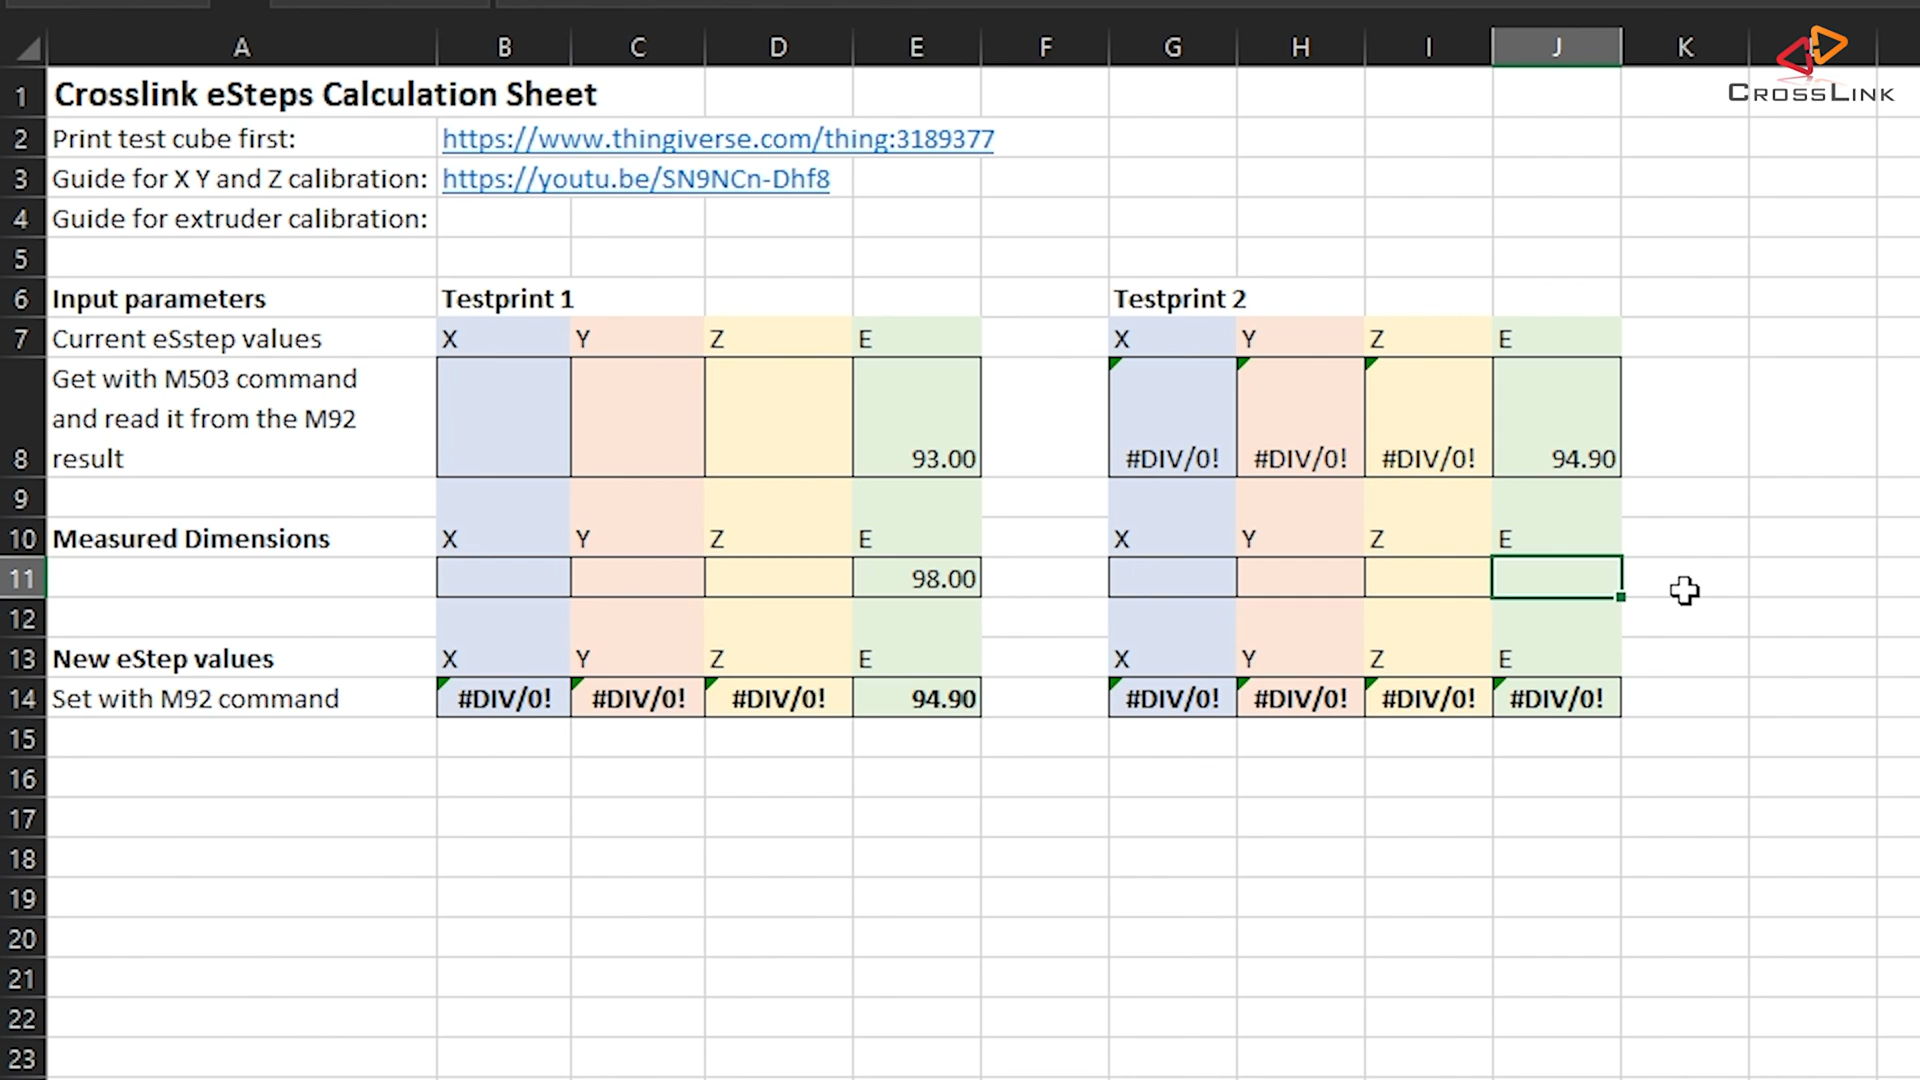 A B C D E F G H I J K
CROSSLINK
1 Crosslink eSteps Calculation Sheet
2 Print test cube first: https://www.thingiverse.com/thing:3189377
3 Guide for X Y and Z calibration: https://youtu.be/SN9NCn-Dhf8
4 Guide for extruder calibration:
5
6 Input parameters Testprint 1 Testprint 2
7 Current eSstep values X Y Z E X Y Z E
Get with M503 command
and read it from the M92
8 result 93.00 #DIV/0! #DIV/0! #DIV/0! 94.90
9
10 Measured Dimensions X Y Z E X Y Z E
11 98.00
12
13 New eStep values X Y Z E X Y Z E
14 Set with M92 command #DIV/0! #DIV/0! #DIV/0! 94.90 #DIV/0! #DIV/0! #DIV/0! #DIV/0!
15
16
17
18
19
20
21
22
23